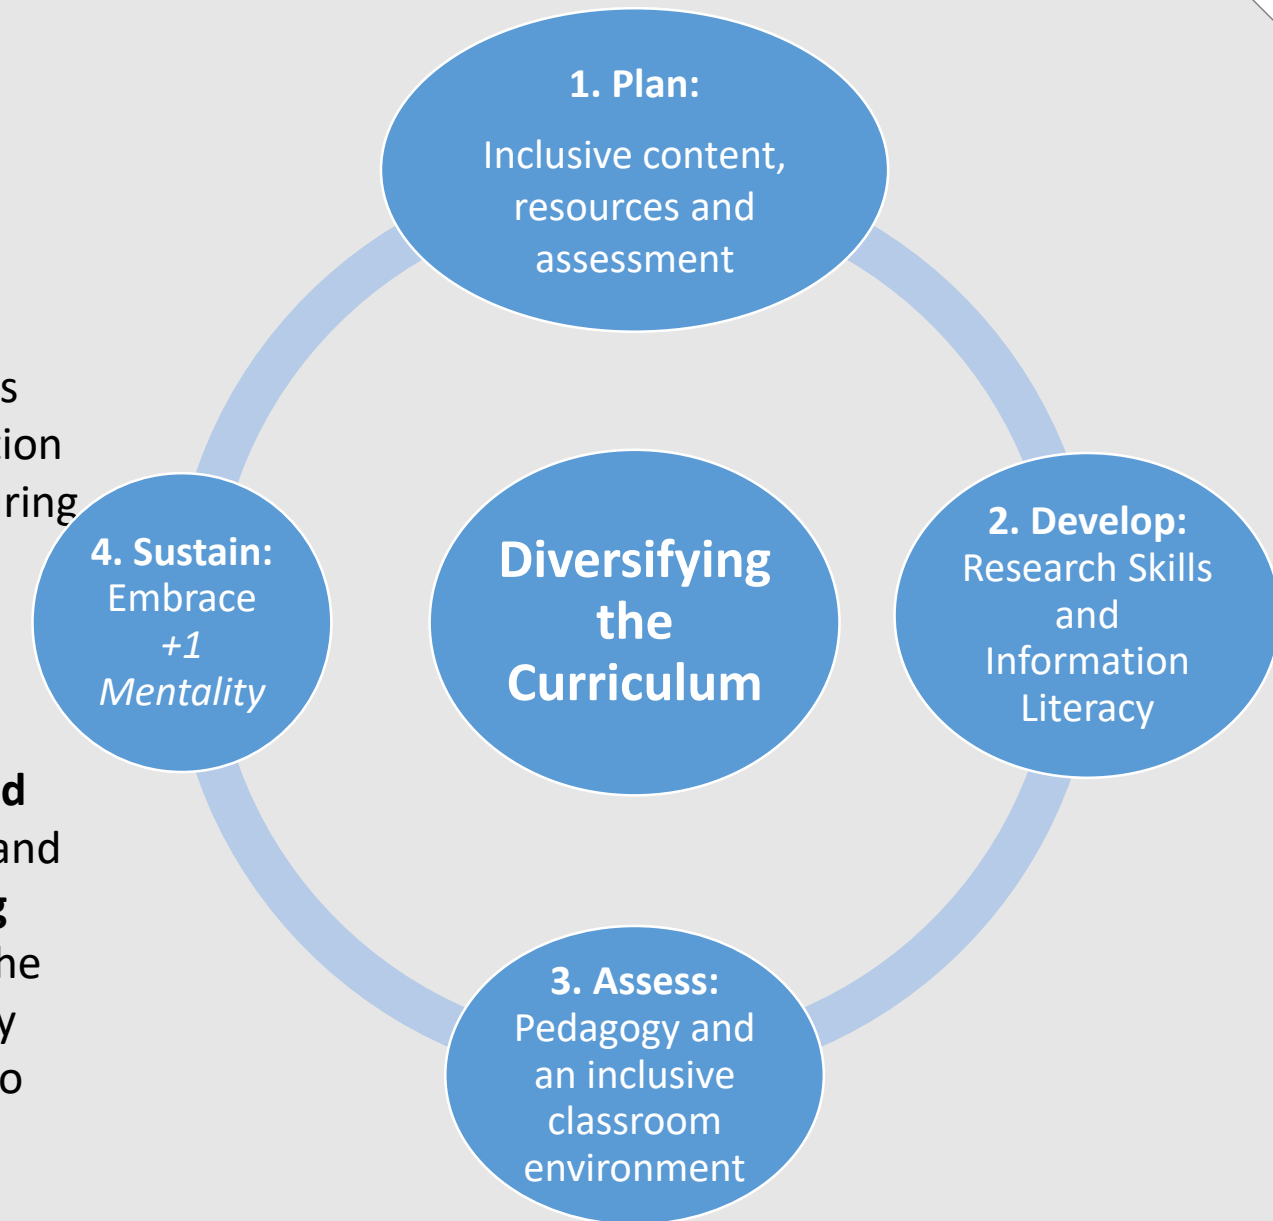 1. Plan:
Inclusive content,
resources and
assessment
2. Develop:
Research Skills
and
Information
Literacy
3. Assess:
Pedagogy and
an inclusive
classroom
environment
4. Sustain:
Embrace
+1
Mentality
Diversifying
the
Curriculum
and